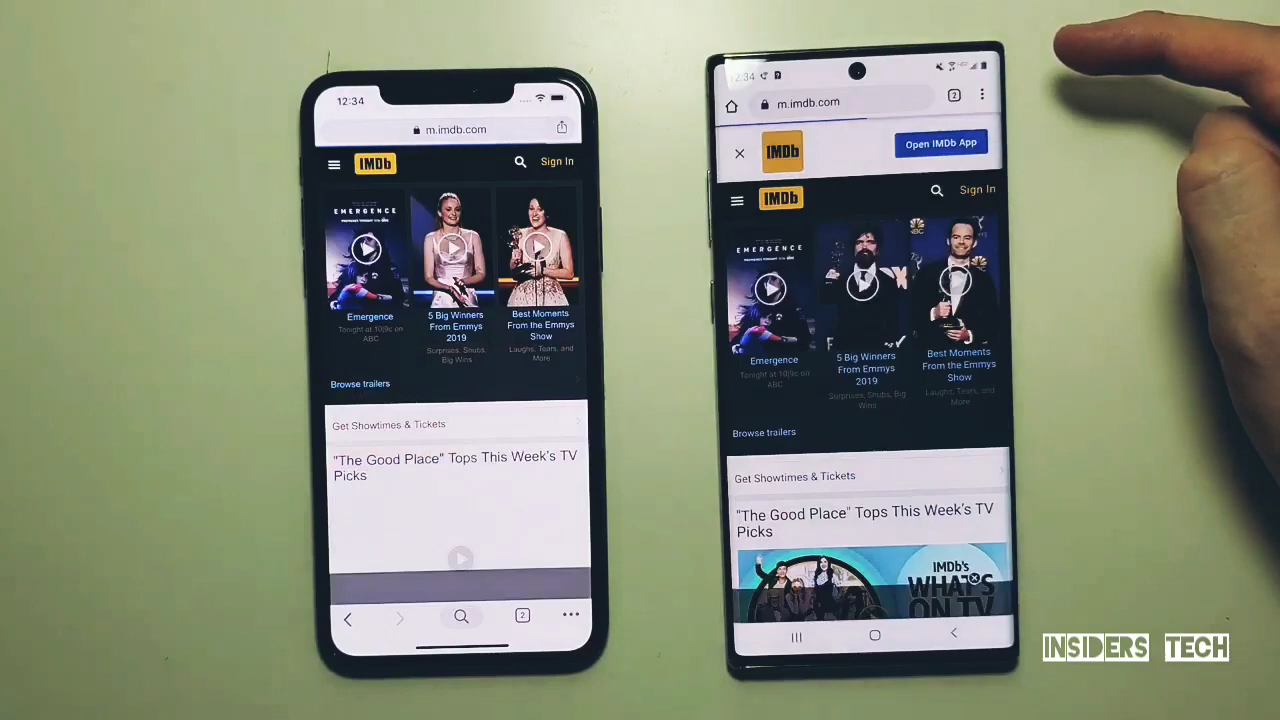 12:34
m.imdb.com
IMDb
Sign In
EMERGENCE
Emergence
Tonight at 10|9c on
ABC
5 Big Winners
From Emmys
2019
Surprises, Snubs,
Big Wins
Best Moments
From the Emmys
Show
Laughs, Tears, and
More
Browse trailers
Get Showtimes & Tickets
"The Good Place" Tops This Week's TV
Picks
2
12:34
m.imdb.com
2
IMDb
Open IMDb App
IMDb
Sign In
EMERGENCE
NBC
Emergence
Tonight at 10|9c on
ABC
5 Big Winners
From Emmys
2019
Surprises, Snubs, Big
Wins
Best Moments
From the Emmys
Show
Laughs, Tears, and
More
Browse trailers
Get Showtimes & Tickets
"The Good Place" Tops This Week's TV
Picks
IMDb's
WHAT'S
ON TV
INSIDERS TECH